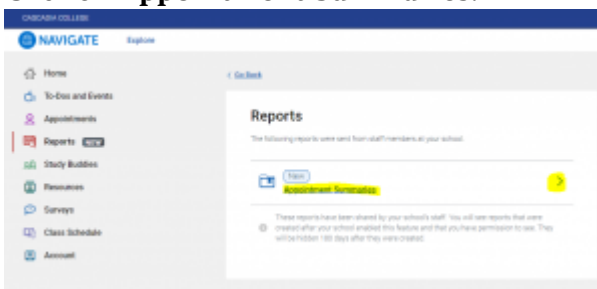 Click Appointment Summaries.
CASCADIA COLLEGE
NAVIGATE
Explore
Home
To-Dos and Events
Appointments
Reports
Study Buddies
Resources
Surveys
Class Schedule
Account
Go Back
Reports
The following reports were sent from staff members at your school.
Appointment Summaries
These reports have been shared by your school's staff. You will see reports that were
created after your school enabled this feature and that you have permission to see. They
will be hidden 180 days after they were created.